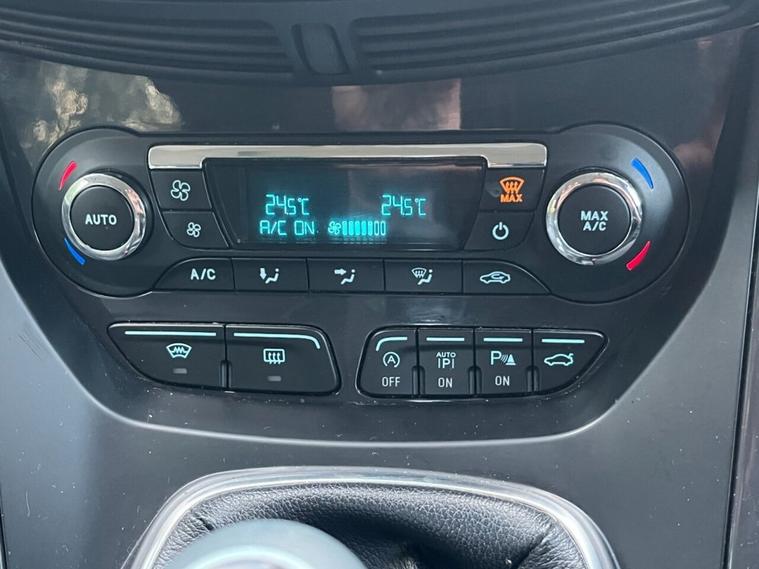 24.5°C 24.5°C
A/C ON
AUTO
MAX
MAX
A/C
A/C
A
OFF
AUTO
P
ON
P
ON